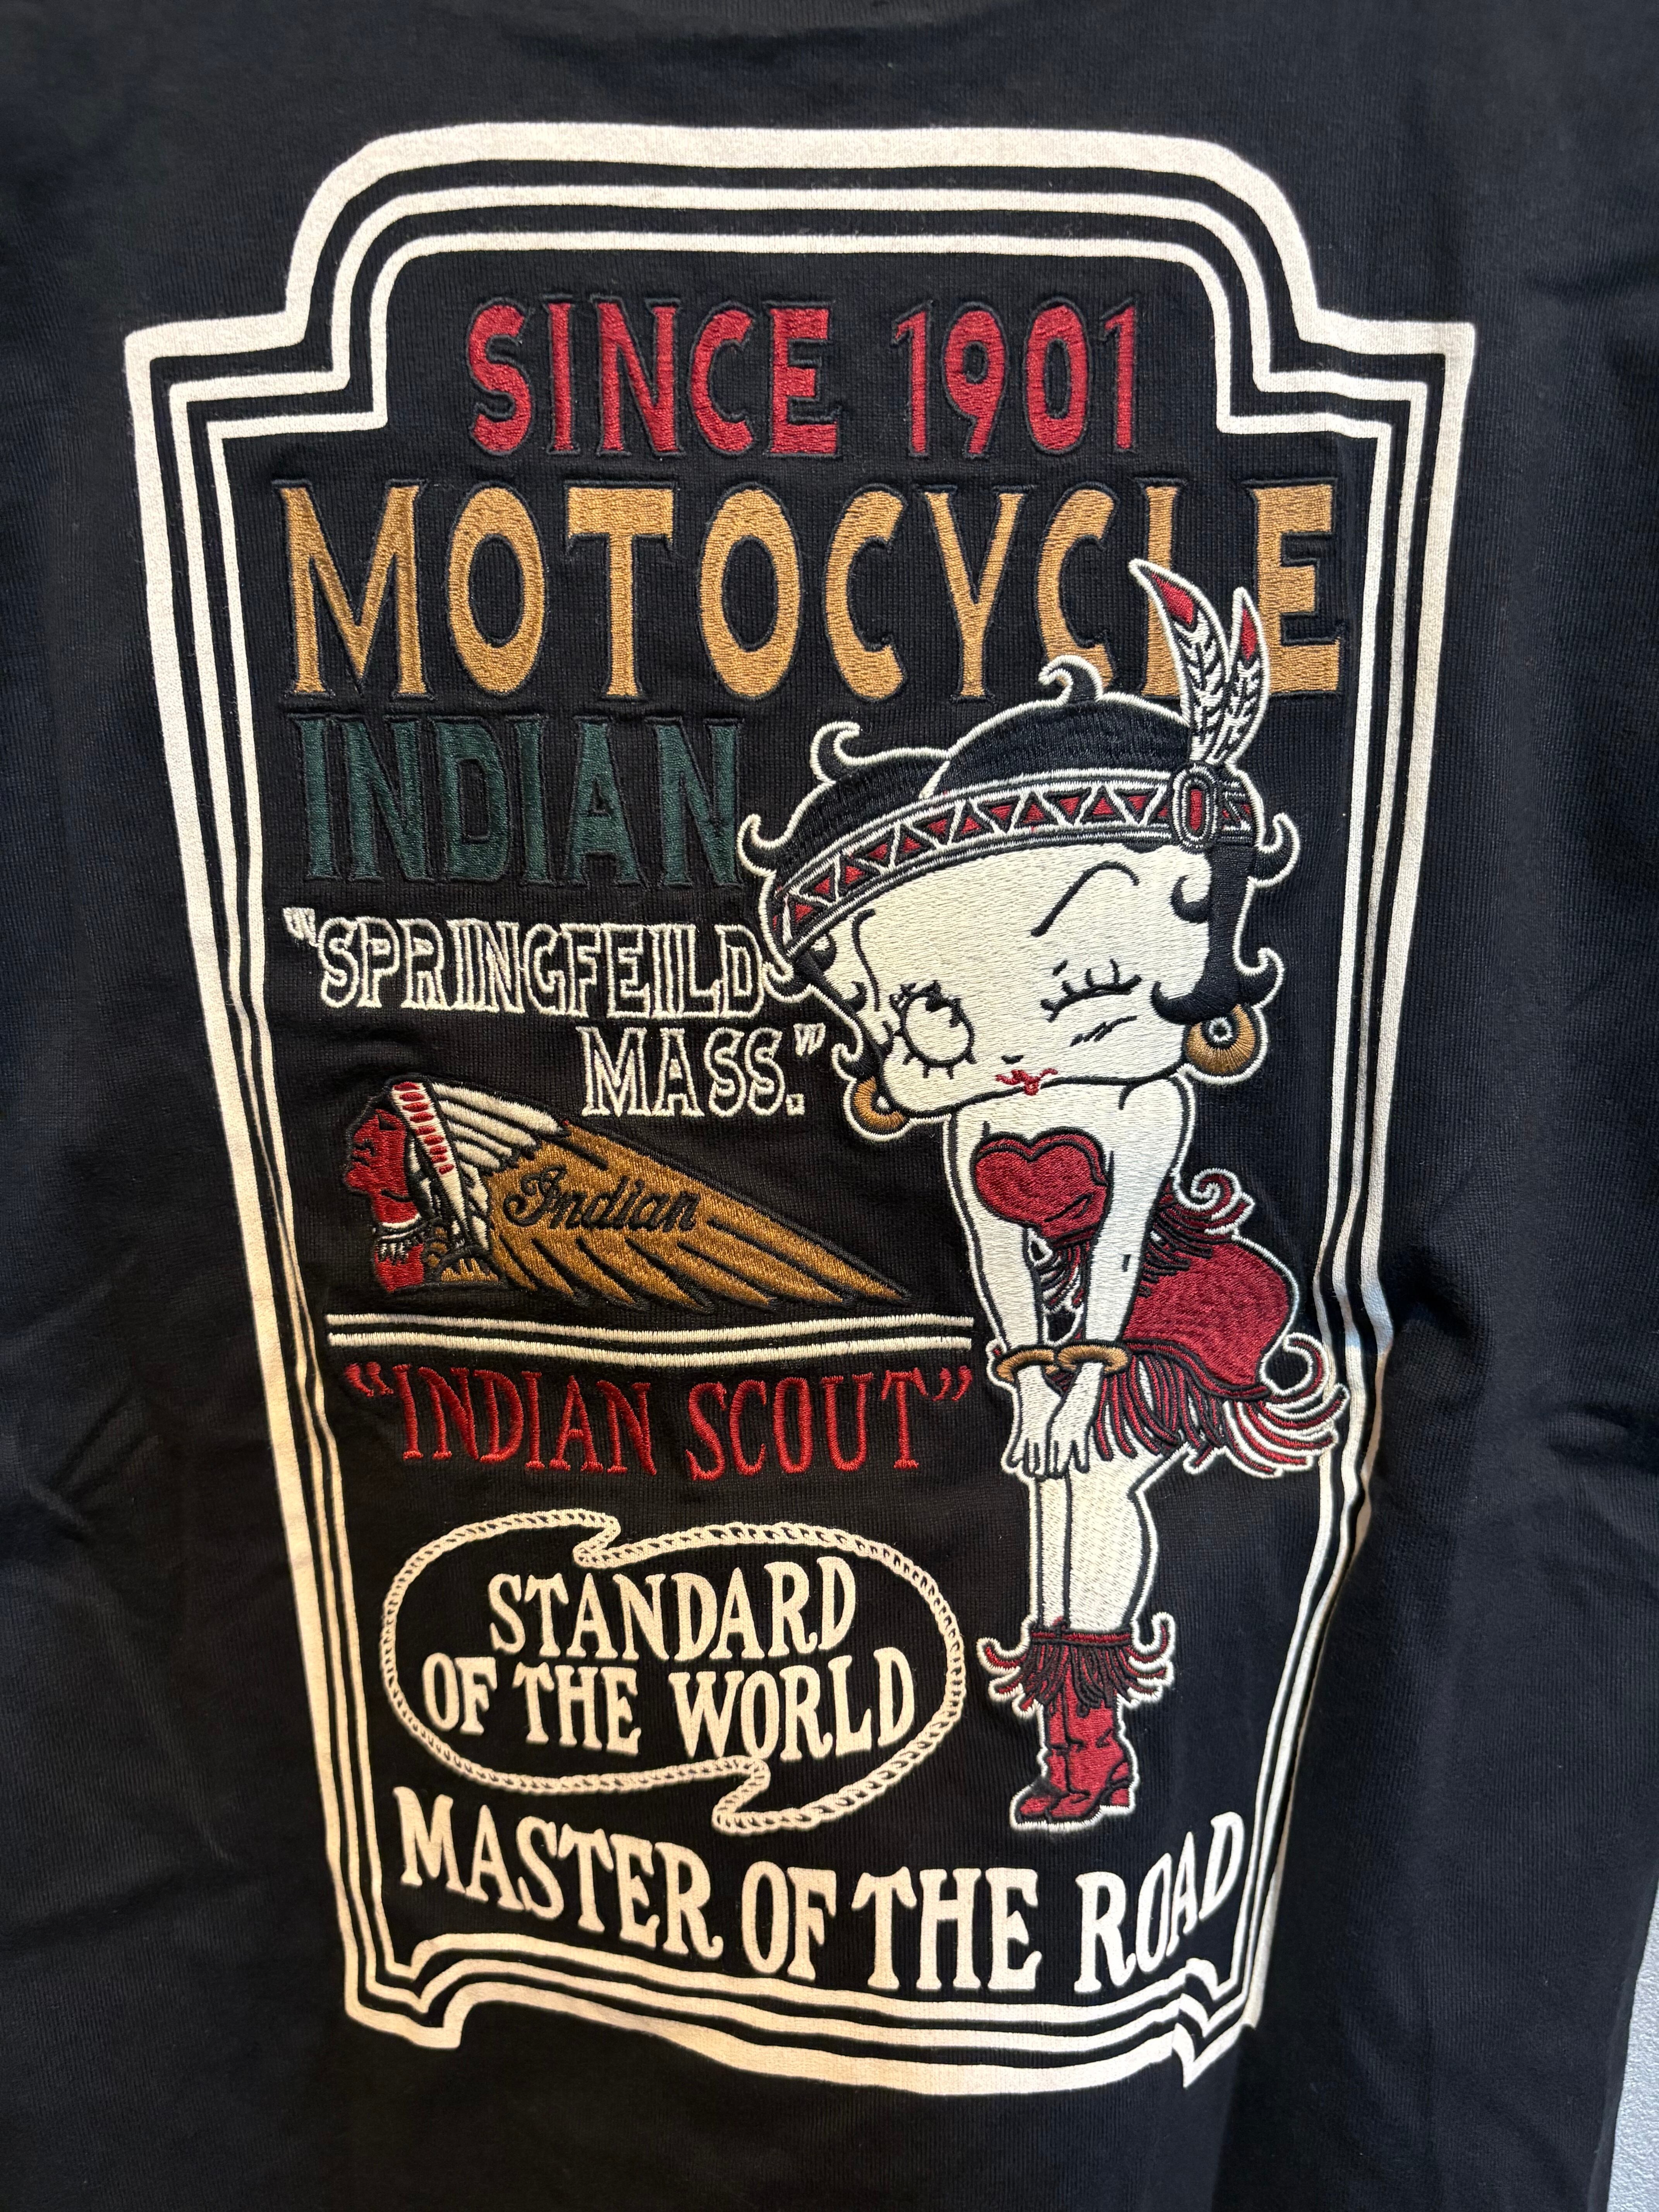 SINCE 1901
MOTOCYCLE
INDIAN
"SPRINGFEILD
MASS."
Indian
"INDIAN SCOUT"
STANDARD
OF THE WORLD
MASTER OF THE ROAD